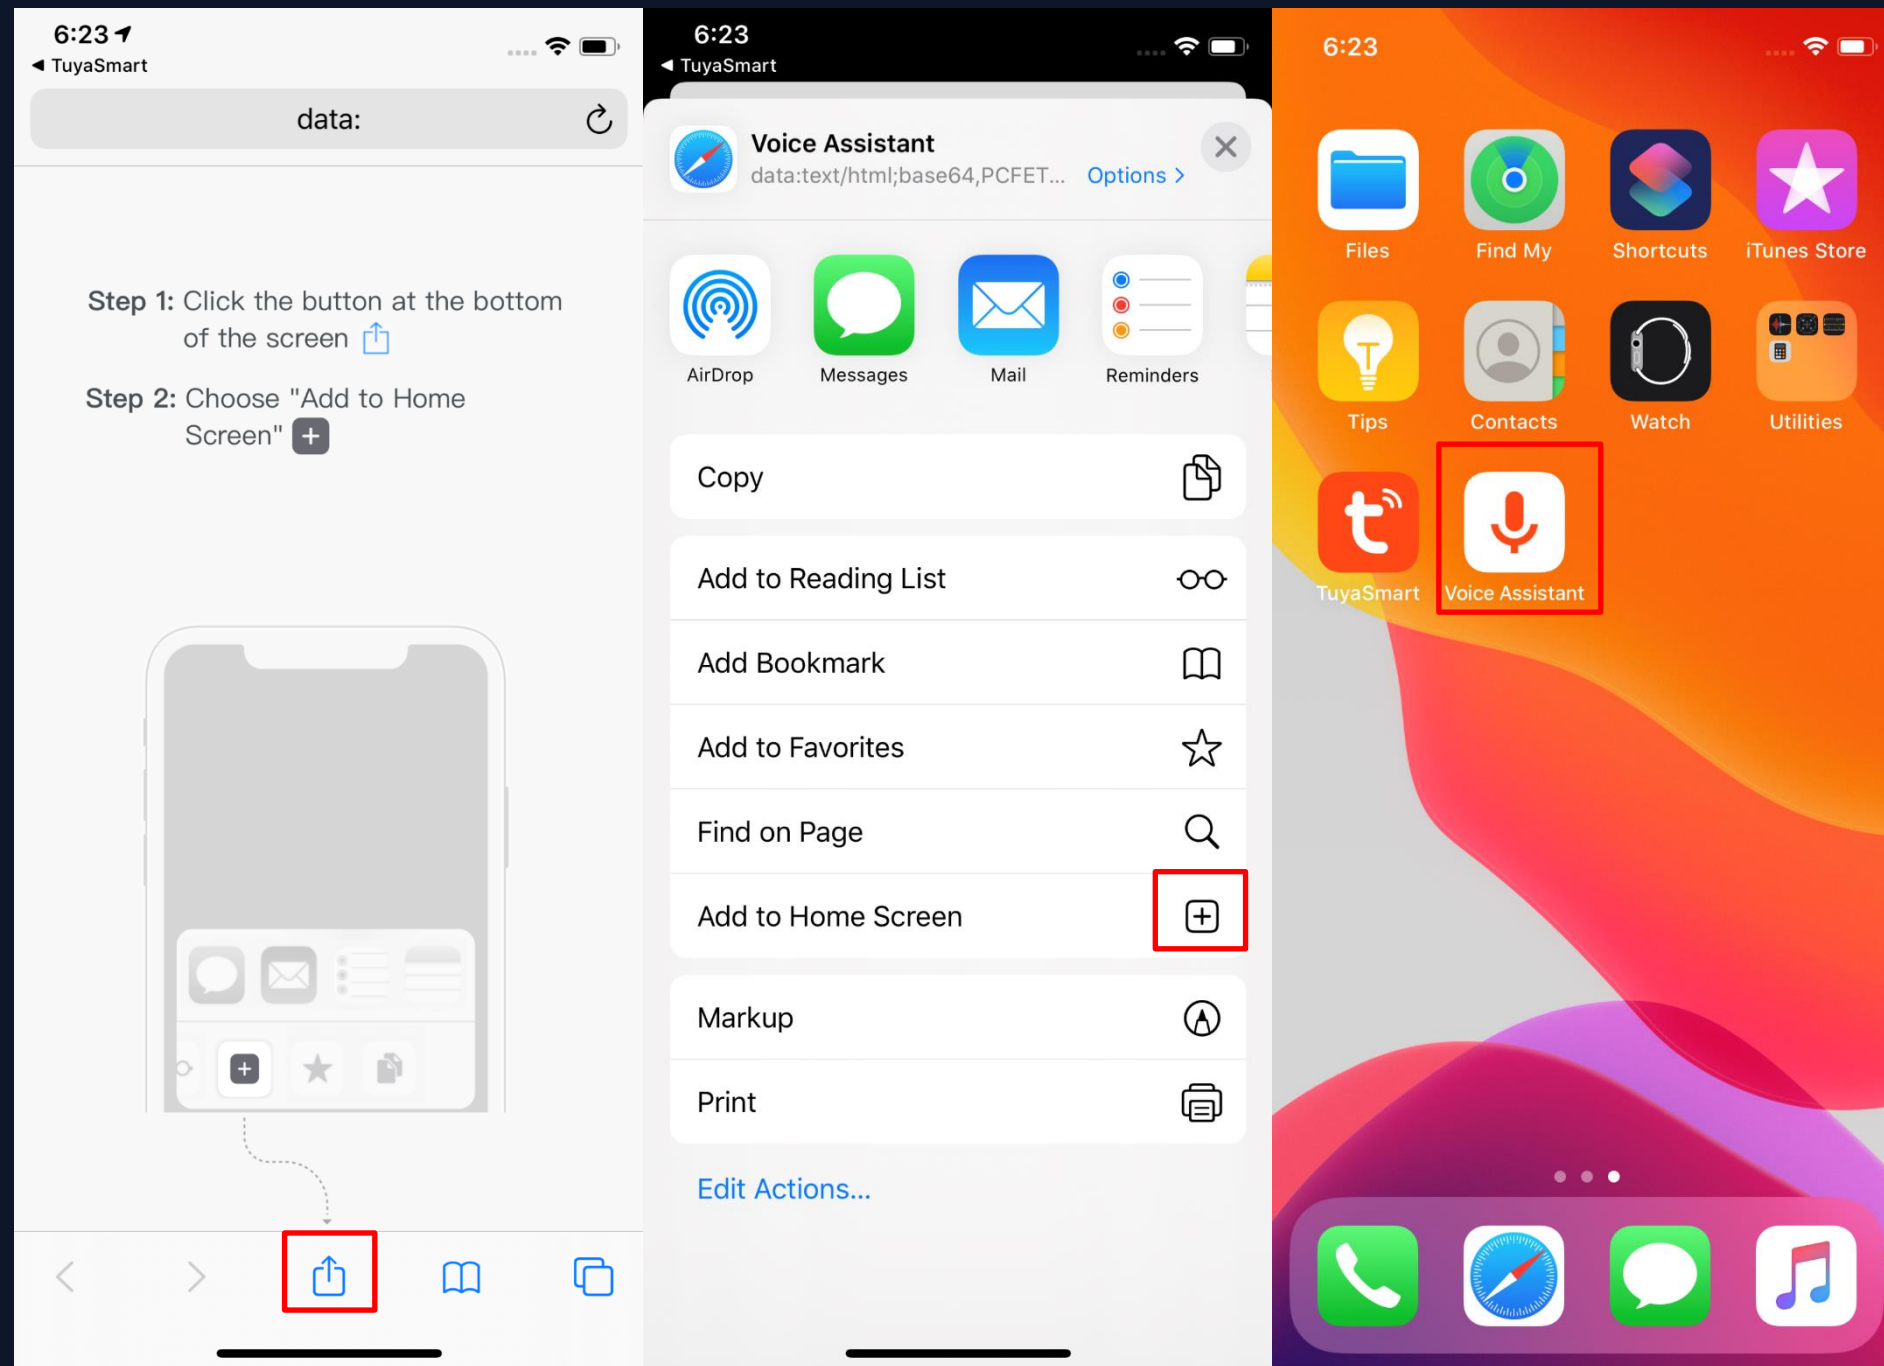 6:23
◀ TuyaSmart
data:
Step 1: Click the button at the bottom
of the screen
Step 2: Choose "Add to Home
Screen"
6:23
◀ TuyaSmart
Voice Assistant
data:text/html;base64,PCFET... Options >
AirDrop Messages Mail Reminders
Copy
Add to Reading List
Add Bookmark
Add to Favorites
Find on Page
Add to Home Screen
Markup
Print
Edit Actions...
6:23
Files Find My Shortcuts iTunes Store
Tips Contacts Watch Utilities
TuyaSmart Voice Assistant